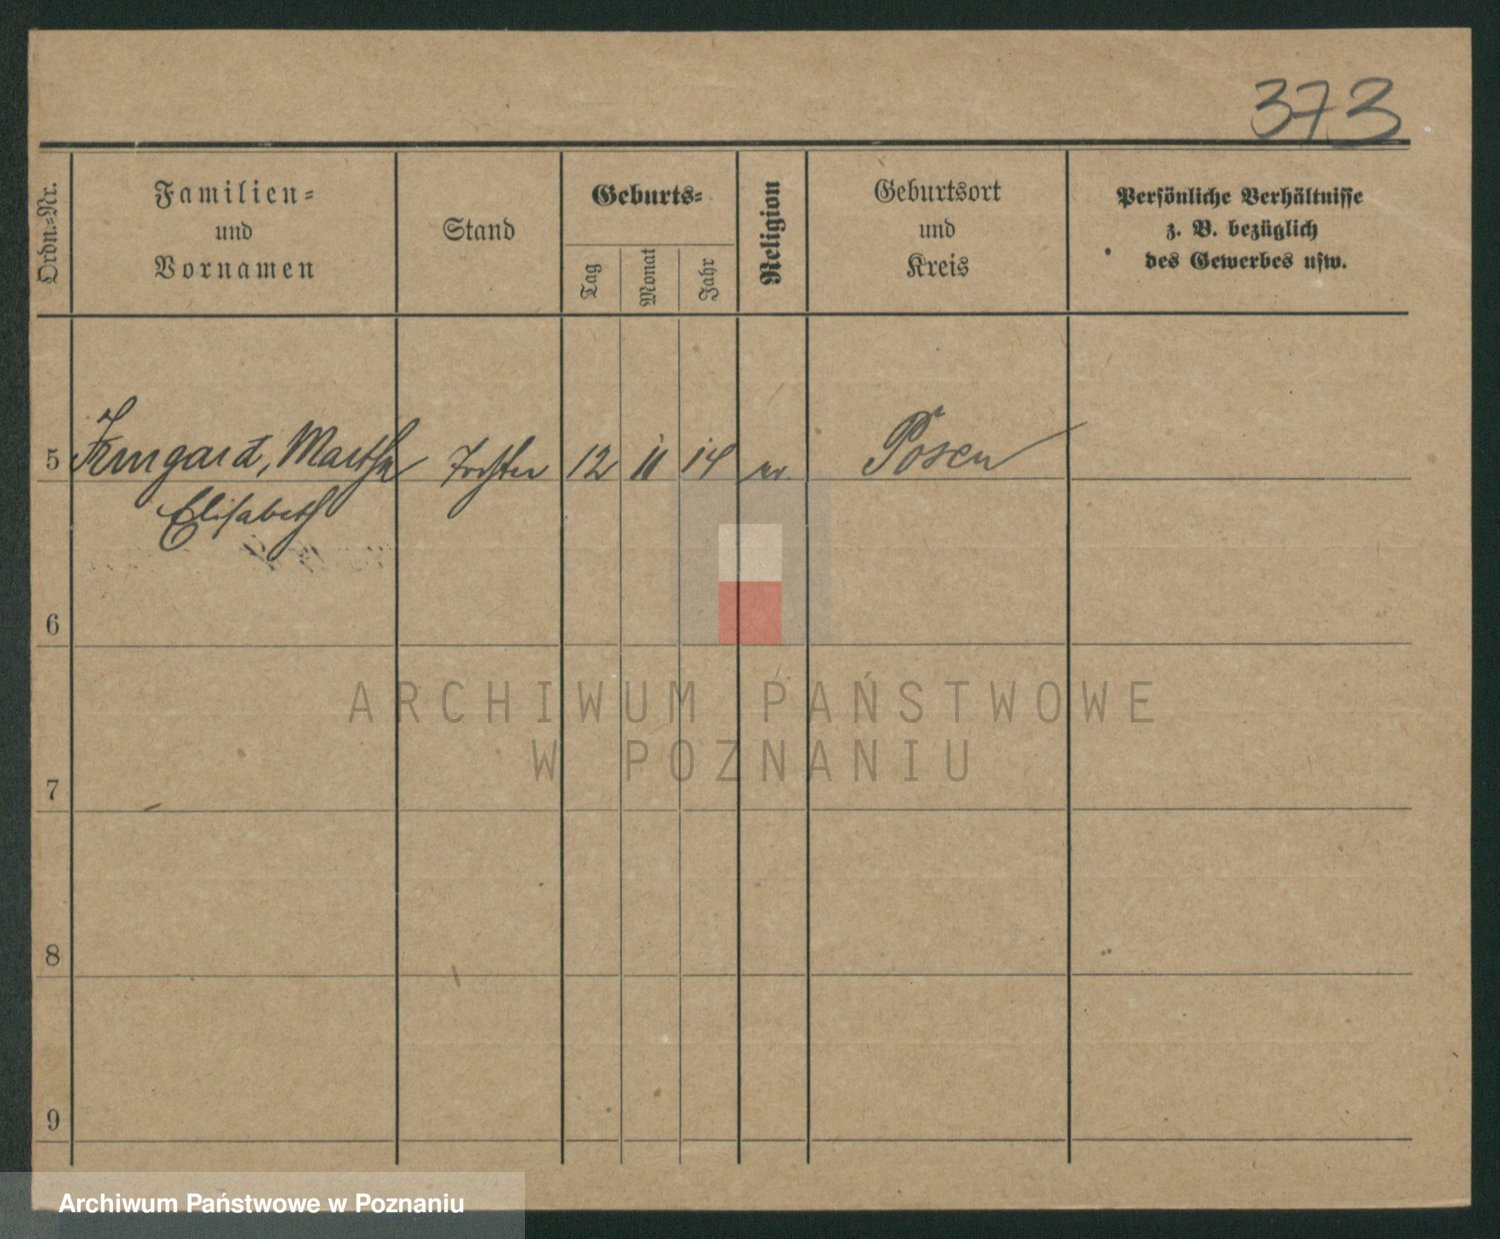 373
Ordn.-Nr.
Familien-
und
Vornamen
Stand
Geburts-
Tag
Monat
Jahr
Religion
Geburtsort
und
Kreis
Persönliche Verhältnisse
z. B. bezüglich
des Gewerbes usw.
5 Irmgard, Martha Tochter 12 11 14 Posen
Elisabeth
6
ARCHIWUM PAŃSTWOWE
W POZNANIU
7
8
9
Archiwum Państwowe w Poznaniu